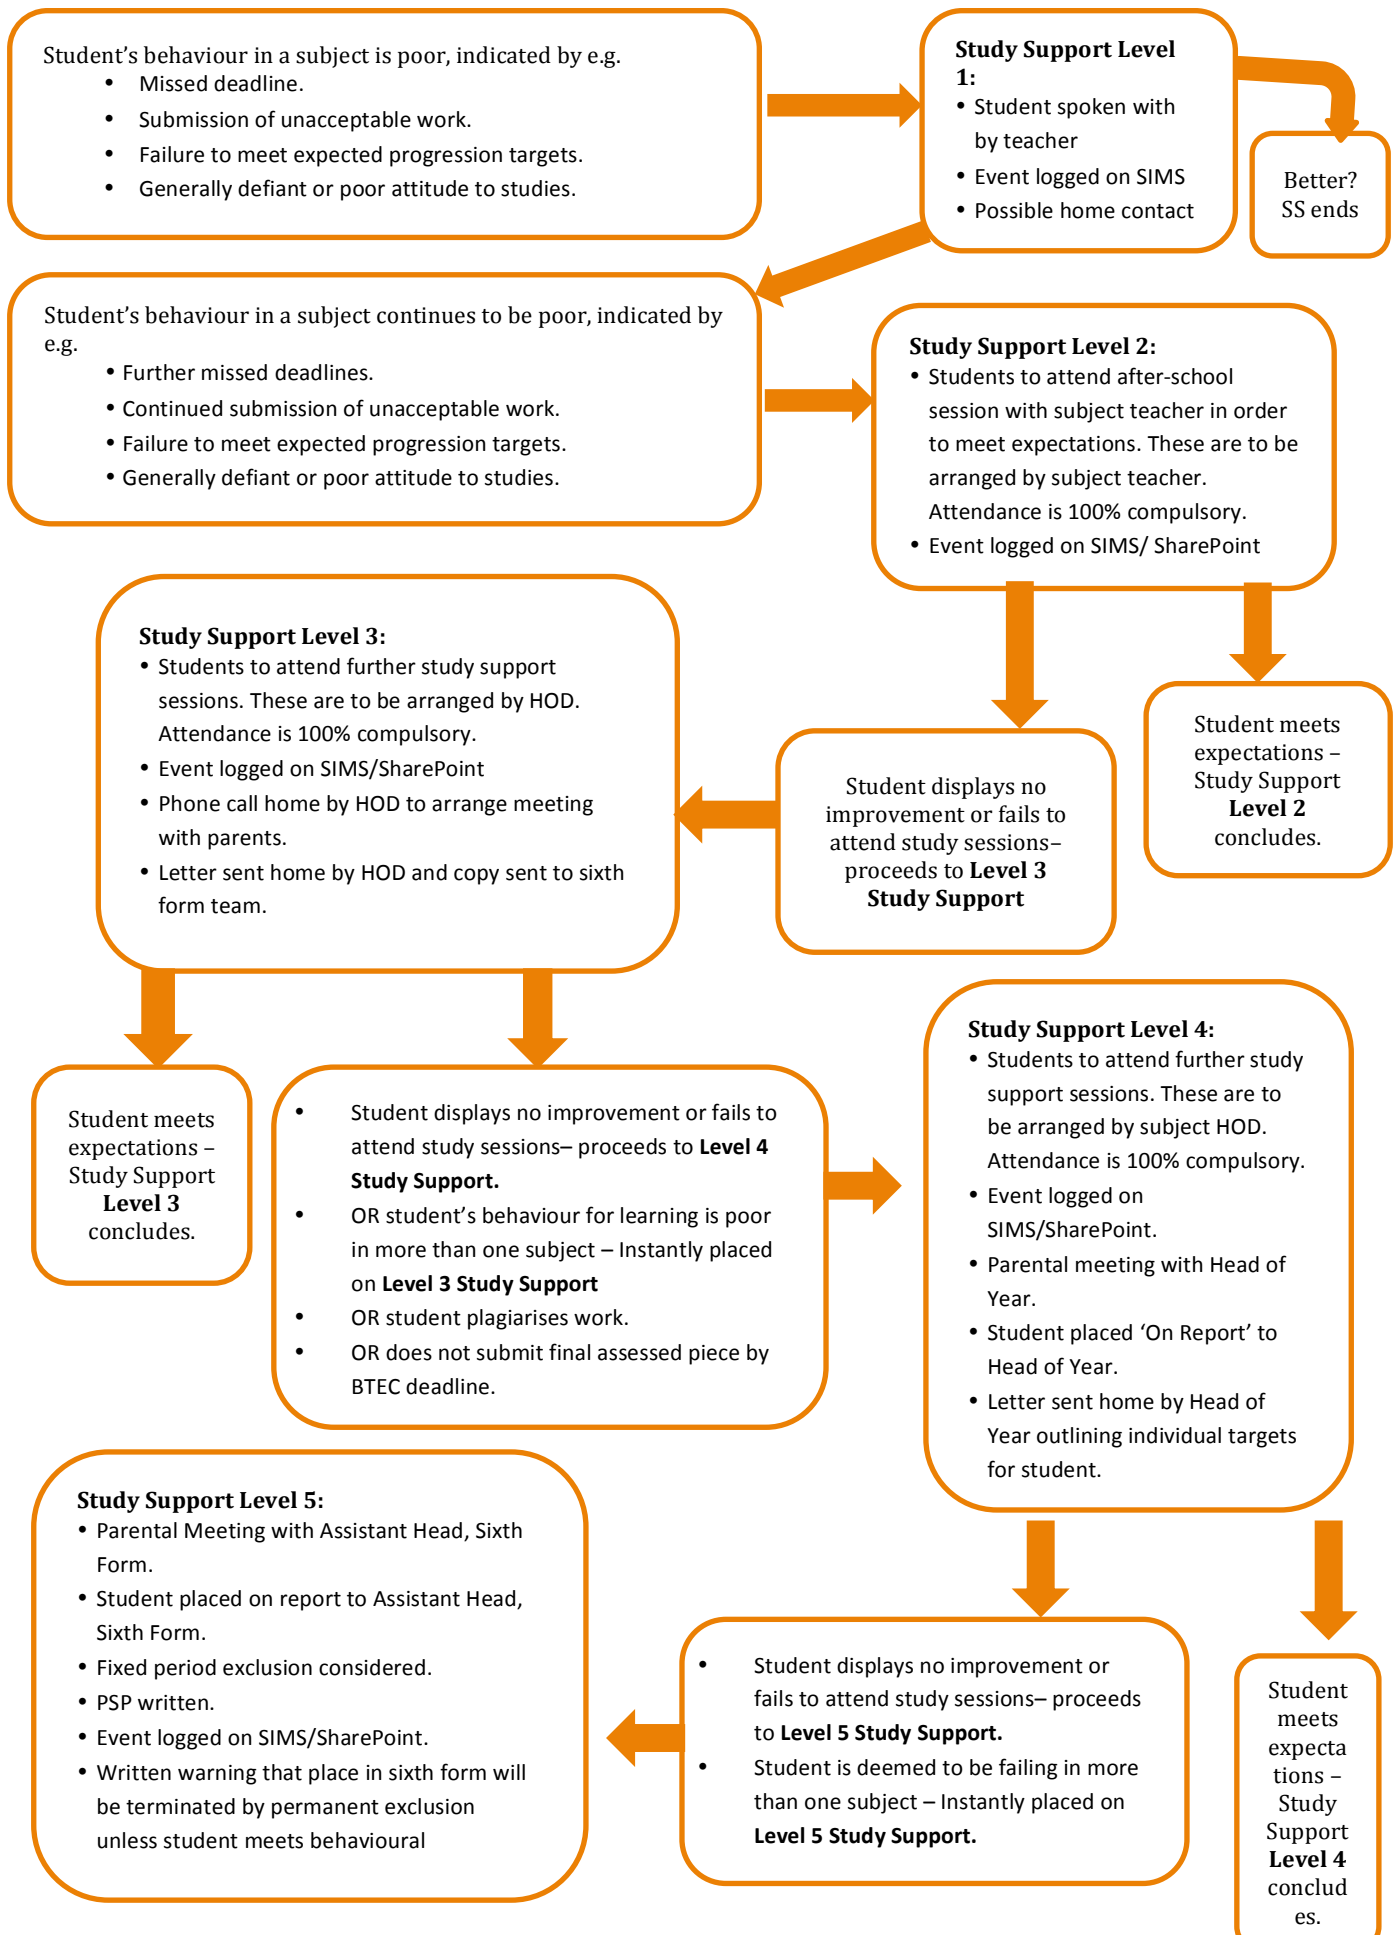 Student’s behaviour in a subject is poor, indicated by e.g.
• Missed deadline.
• Submission of unacceptable work.
• Failure to meet expected progression targets.
• Generally defiant or poor attitude to studies.
Study Support Level
1:
• Student spoken with
by teacher
• Event logged on SIMS
• Possible home contact
Better?
SS ends
Student’s behaviour in a subject continues to be poor, indicated by
e.g.
• Further missed deadlines.
• Continued submission of unacceptable work.
• Failure to meet expected progression targets.
• Generally defiant or poor attitude to studies.
Study Support Level 2:
• Students to attend after-school
session with subject teacher in order
to meet expectations. These are to be
arranged by subject teacher.
Attendance is 100% compulsory.
• Event logged on SIMS/ SharePoint
Study Support Level 3:
• Students to attend further study support
sessions. These are to be arranged by HOD.
Attendance is 100% compulsory.
• Event logged on SIMS/SharePoint
• Phone call home by HOD to arrange meeting
with parents.
• Letter sent home by HOD and copy sent to sixth
form team.
Student displays no
improvement or fails to
attend study sessions–
proceeds to Level 3
Study Support
Student meets
expectations –
Study Support
Level 2
concludes.
Student meets
expectations –
Study Support
Level 3
concludes.
• Student displays no improvement or fails to
attend study sessions– proceeds to Level 4
Study Support.
• OR student’s behaviour for learning is poor
in more than one subject – Instantly placed
on Level 3 Study Support
• OR student plagiarises work.
• OR does not submit final assessed piece by
BTEC deadline.
Study Support Level 4:
• Students to attend further study
support sessions. These are to
be arranged by subject HOD.
Attendance is 100% compulsory.
• Event logged on
SIMS/SharePoint.
• Parental meeting with Head of
Year.
• Student placed ‘On Report’ to
Head of Year.
• Letter sent home by Head of
Year outlining individual targets
for student.
Study Support Level 5:
• Parental Meeting with Assistant Head, Sixth
Form.
• Student placed on report to Assistant Head,
Sixth Form.
• Fixed period exclusion considered.
• PSP written.
• Event logged on SIMS/SharePoint.
• Written warning that place in sixth form will
be terminated by permanent exclusion
unless student meets behavioural
• Student displays no improvement or
fails to attend study sessions– proceeds
to Level 5 Study Support.
• Student is deemed to be failing in more
than one subject – Instantly placed on
Level 5 Study Support.
Student
meets
expecta
tions –
Study
Support
Level 4
conclud
es.